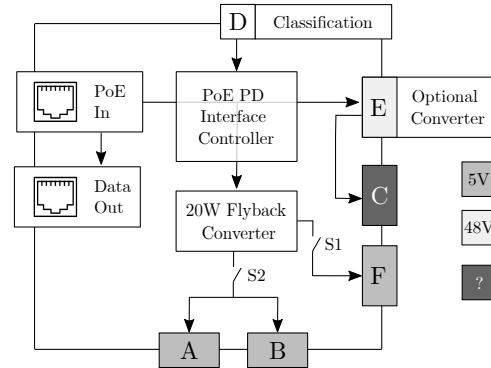 D
Classification
PoE
In
PoE PD
Interface
Controller
E
Optional
Converter
Data
Out
C
5V
20W Flyback
Converter
S1
48V
F
S2
?
A
B